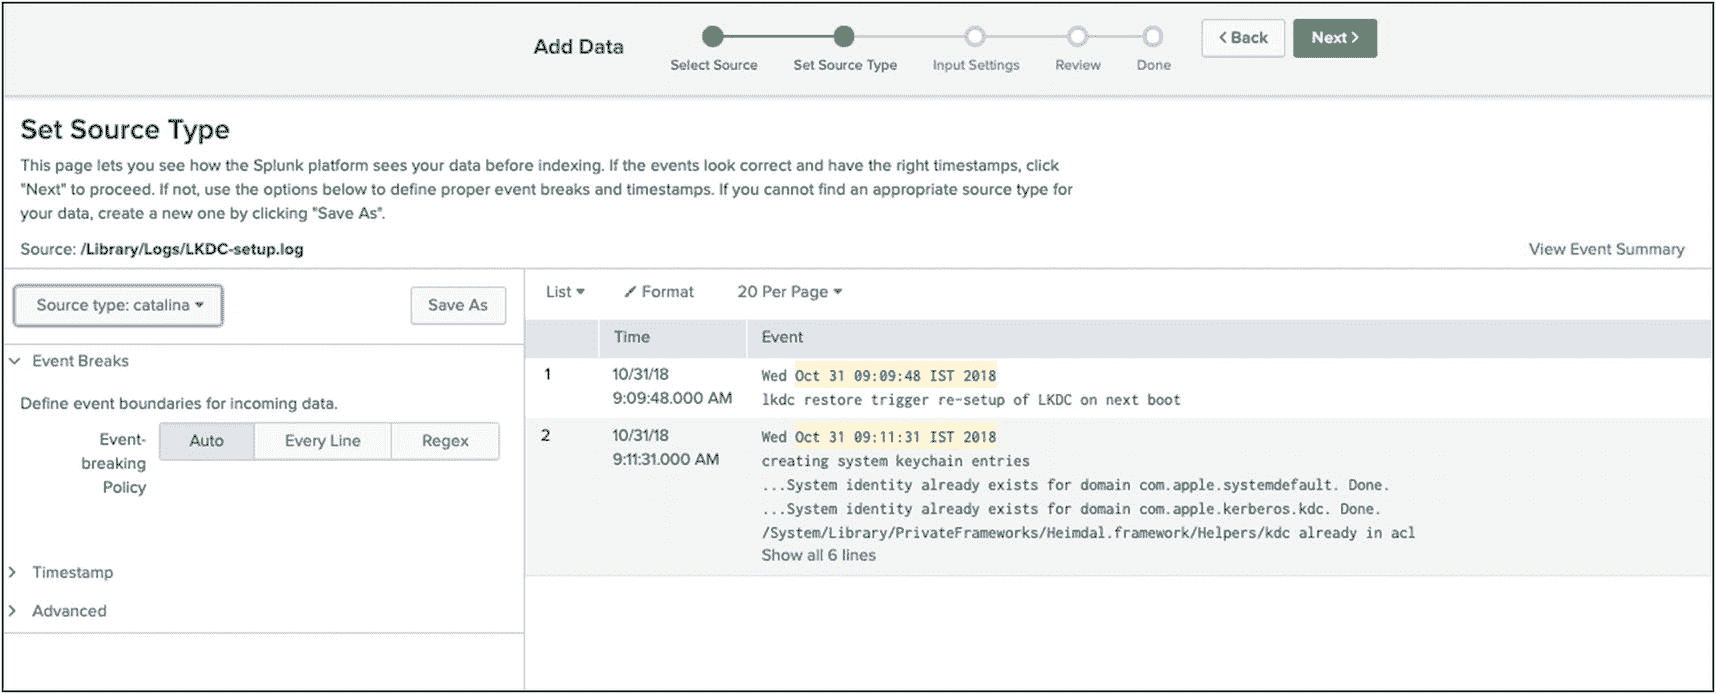 Add Data
Select Source
Set Source Type
Input Settings
Review
Done
< Back
Next >
Set Source Type
This page lets you see how the Splunk platform sees your data before indexing. If the events look correct and have the right timestamps, click
"Next" to proceed. If not, use the options below to define proper event breaks and timestamps. If you cannot find an appropriate source type for
your data, create a new one by clicking "Save As".
Source: /Library/Logs/LKDC-setup.log
View Event Summary
Source type: catalina
Save As
Event Breaks
Define event boundaries for incoming data.
Event-
breaking
Policy
Auto
Every Line
Regex
Timestamp
Advanced
List
Format
20 Per Page
Time
Event
1
10/31/18
9:09:48.000 AM
Wed Oct 31 09:09:48 IST 2018
lkdc restore trigger re-setup of LKDC on next boot
2
10/31/18
9:11:31.000 AM
Wed Oct 31 09:11:31 IST 2018
creating system keychain entries
...System identity already exists for domain com.apple.systemdefault. Done.
...System identity already exists for domain com.apple.kerberos.kdc. Done.
/System/Library/PrivateFrameworks/Heimdal.framework/Helpers/kdc already in acl
Show all 6 lines